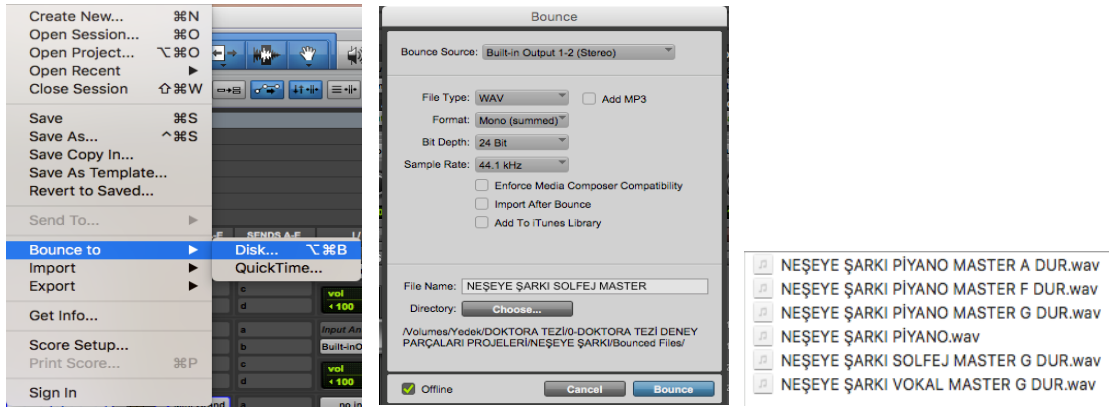 Create New... ⌘N
Open Session... ⌘O
Open Project... ⌥⌘O
Open Recent ▶
Close Session ⇧⌘W
Save ⌘S
Save As... ^⌘S
Save Copy In...
Save As Template...
Revert to Saved...
Send To... ▶
Bounce to ▶
Import ▶
Export ▶
Get Info...
Score Setup...
Print Score... ⌘P
Sign In
SENDS A-E
Disk... ⌥⌘B
QuickTime...
c
d
vol
100
a
b
Built-inO
c
d
vol
100
a
no in
Bounce
Bounce Source: Built-in Output 1-2 (Stereo)
File Type: WAV Add MP3
Format: Mono (summed)
Bit Depth: 24 Bit
Sample Rate: 44.1 kHz
Enforce Media Composer Compatibility
Import After Bounce
Add To iTunes Library
File Name: NEŞEYE ŞARKI SOLFEJ MASTER
Directory: Choose...
/Volumes/Yedek/DOKTORA TEZİ/0-DOKTORA TEZİ DENEY
PARÇALARI PROJELERİ/NEŞEYE ŞARKI/Bounced Files/
Offline Cancel Bounce
NEŞEYE ŞARKI PİYANO MASTER A DUR.wav
NEŞEYE ŞARKI PİYANO MASTER F DUR.wav
NEŞEYE ŞARKI PİYANO MASTER G DUR.wav
NEŞEYE ŞARKI PİYANO.wav
NEŞEYE ŞARKI SOLFEJ MASTER G DUR.wav
NEŞEYE ŞARKI VOKAL MASTER G DUR.wav